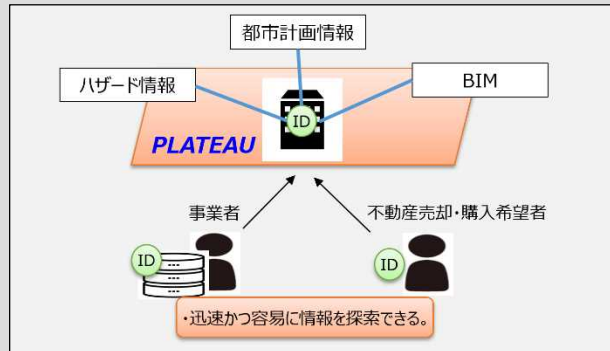 都市計画情報
ハザード情報
BIM
ID
PLATEAU
事業者
不動産売却・購入希望者
ID
ID
・迅速かつ容易に情報を探索できる。